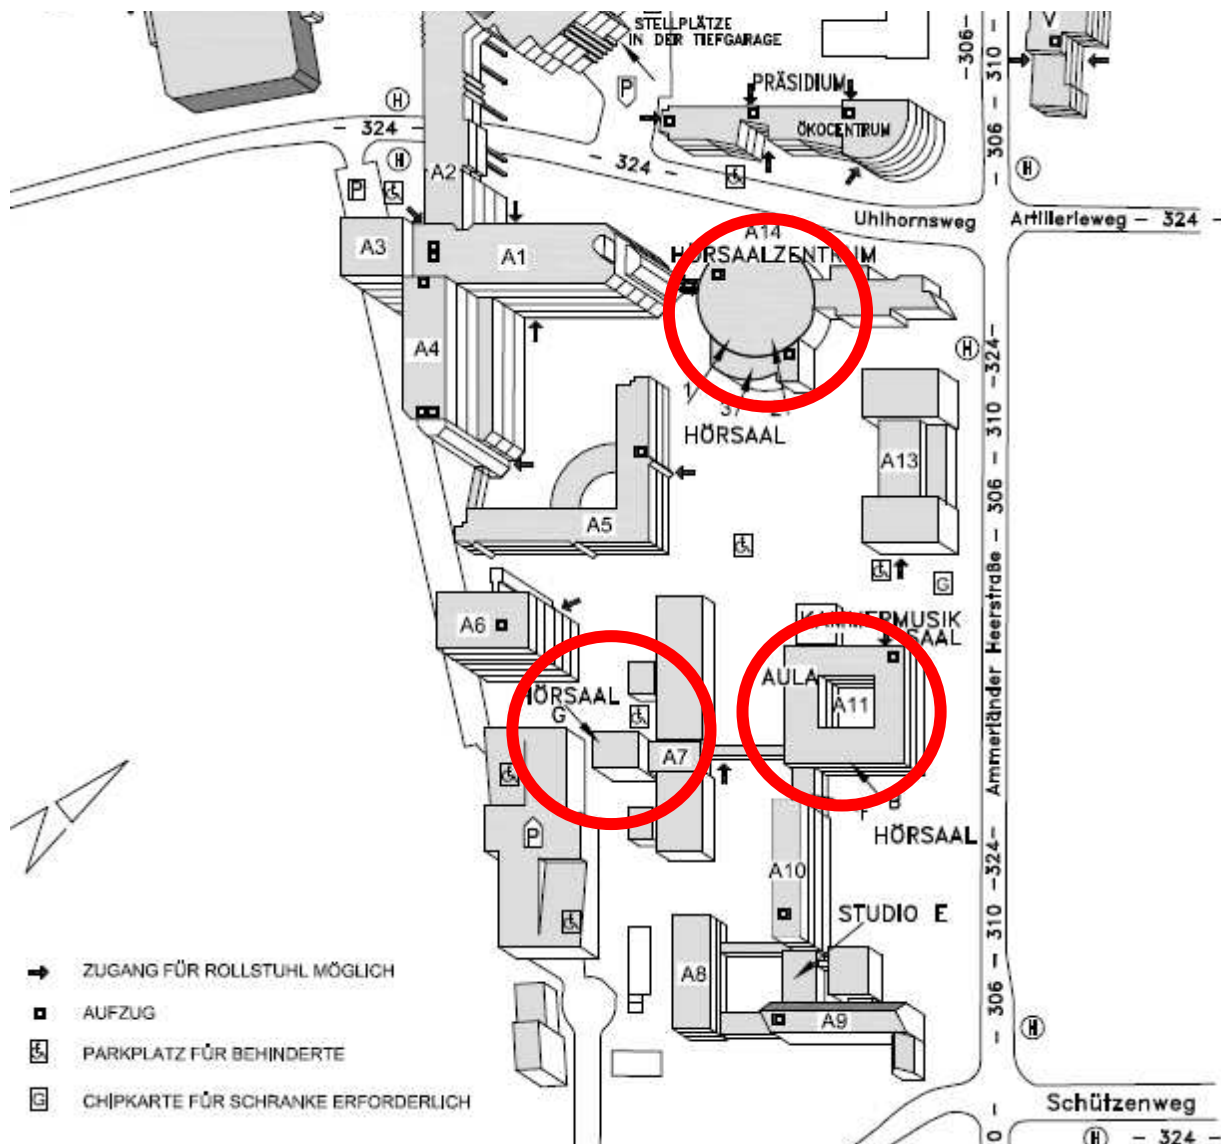 STELLPLÄTZE
IN DER TIEFGARAGE
P
PRÄSIDIUM
ÖKOCENTRUM
V
306
310
306
H
324
H
A2
324
P
H
Uhlhornsweg
Artillerieweg - 324 -
A3
A1
A14
HÖRSAALZENTRUM
A4
H
324
310
306
1
3
2
HÖRSAAL
A13
A5
G
Ammerländer Heerstraße
A6
KAMMERMUSIK
SAAL
AULA
A11
HÖRSAAL
G
A7
P
B
F
HÖRSAAL
A10
324
310
306
STUDIO E
A8
A9
H
ZUGANG FÜR ROLLSTUHL MÖGLICH
AUFZUG
PARKPLATZ FÜR BEHINDERTE
G CHIPKARTE FÜR SCHRANKE ERFORDERLICH
Schützenweg
H - 324 -